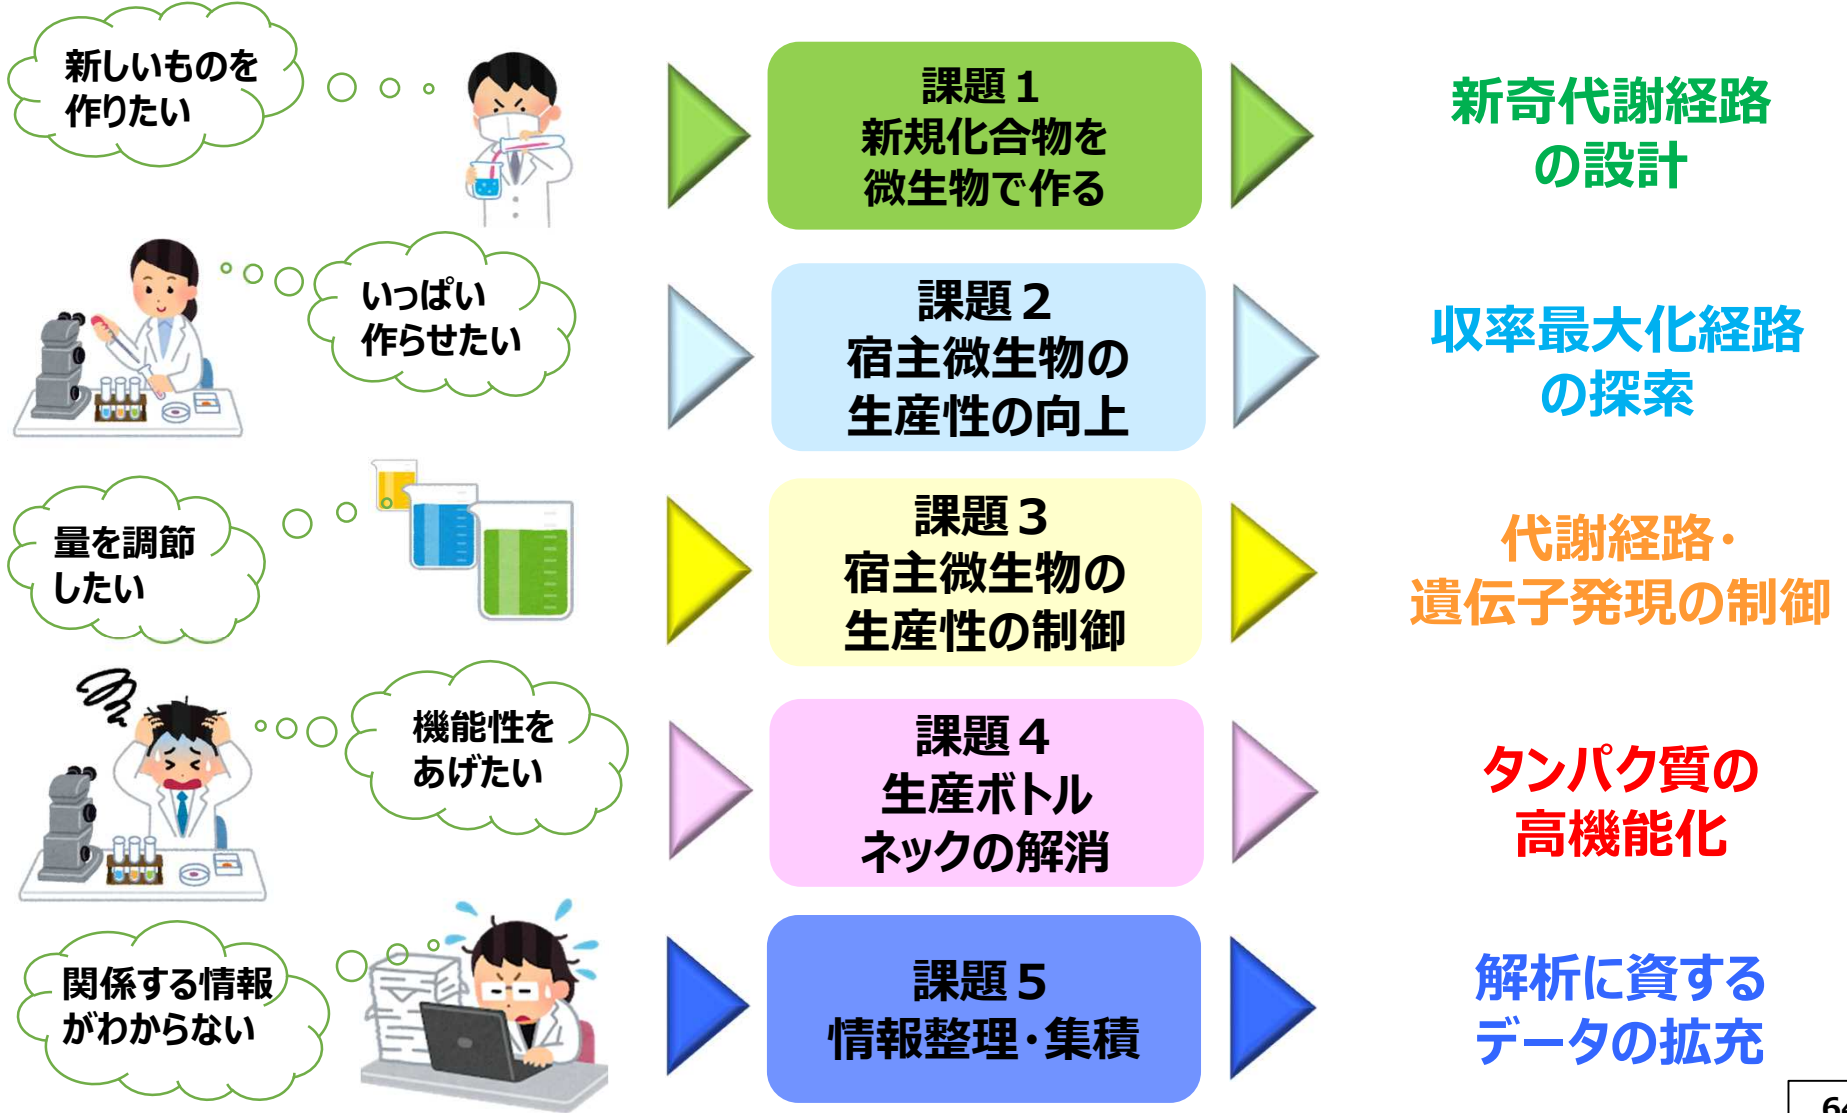 新しいものを
作りたい
課題１
新規化合物を
微生物で作る
新奇代謝経路
の設計
いっぱい
作らせたい
課題２
宿主微生物の
生産性の向上
収率最大化経路
の探索
量を調節
したい
課題３
宿主微生物の
生産性の制御
代謝経路・
遺伝子発現の制御
機能性を
あげたい
課題４
生産ボトル
ネックの解消
タンパク質の
高機能化
関係する情報
がわからない
課題５
情報整理・集積
解析に資する
データの拡充